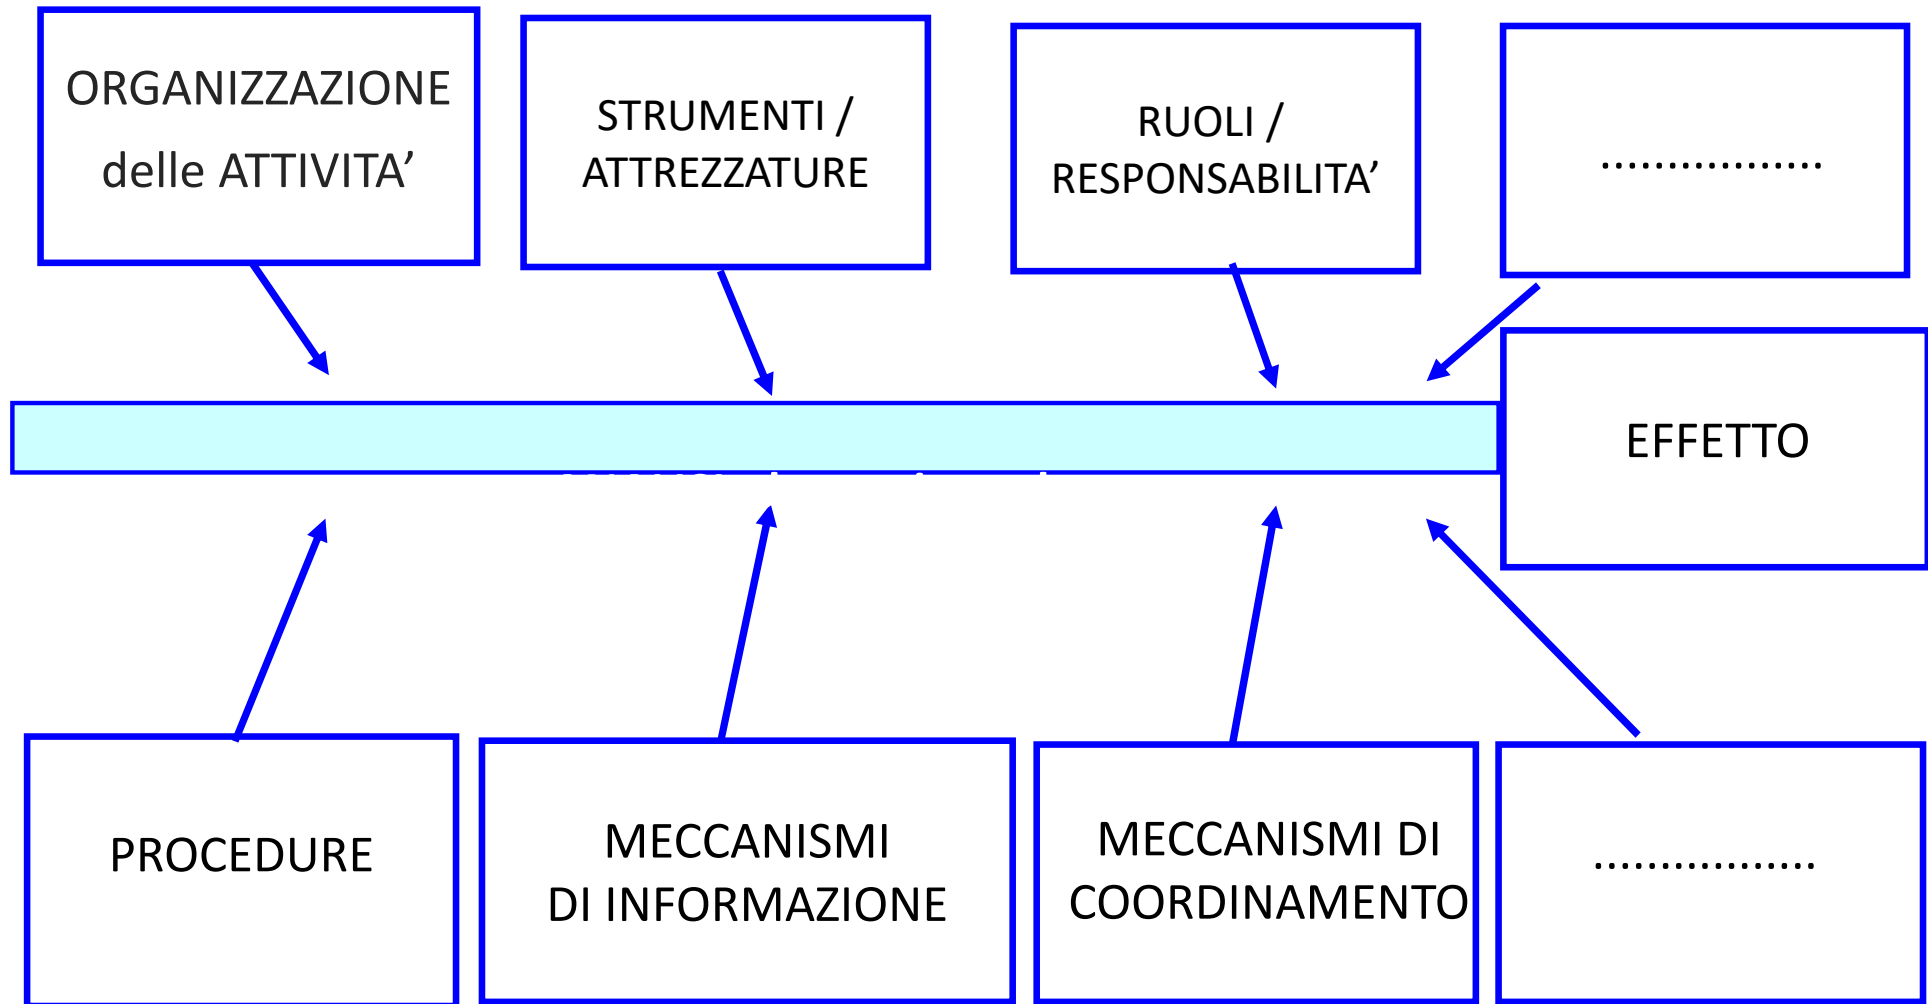 ORGANIZZAZIONE
delle ATTIVITA’
STRUMENTI /
ATTREZZATURE
RUOLI /
RESPONSABILITA’
.................
EFFETTO
PROCEDURE
MECCANISMI
DI INFORMAZIONE
MECCANISMI DI
COORDINAMENTO
.................